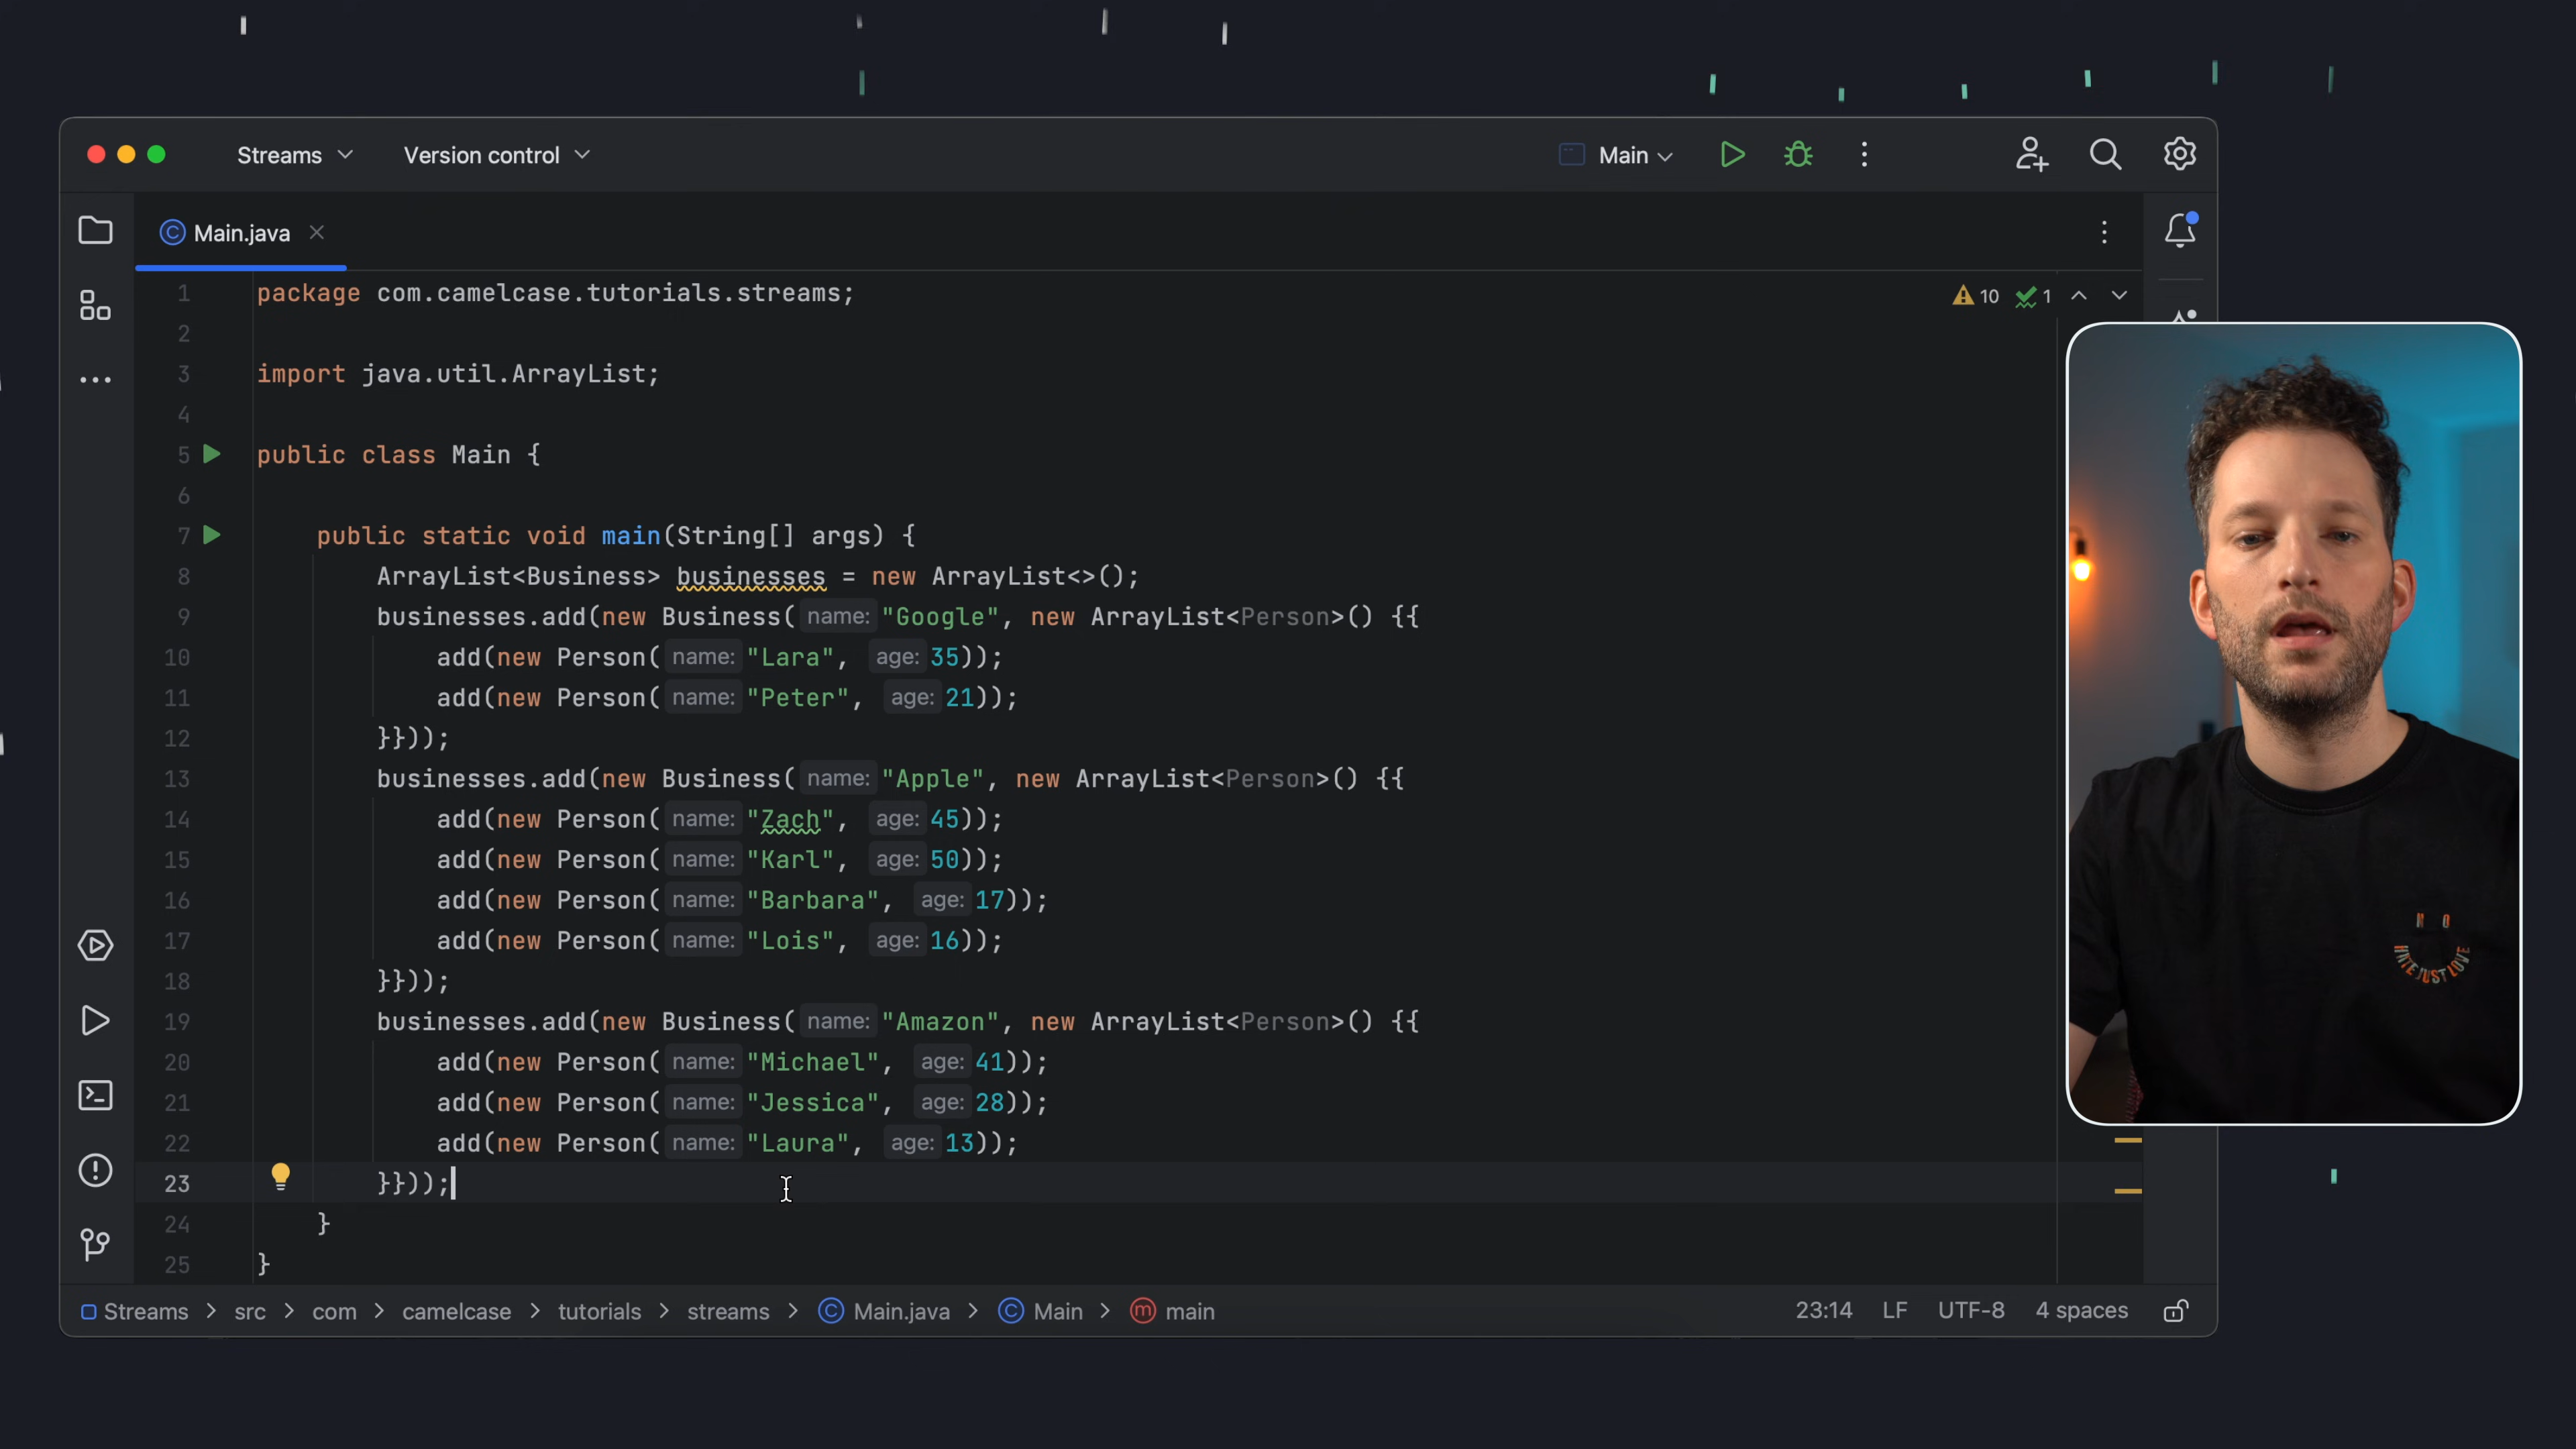 Streams Version control Main
Main.java
1 package com.camelcase.tutorials.streams; 10 1
2
3 import java.util.ArrayList;
4
5 public class Main {
6
7 public static void main(String[] args) {
8 ArrayList<Business> businesses = new ArrayList<>();
9 businesses.add(new Business( name: "Google", new ArrayList<Person>() {{
10 add(new Person( name: "Lara", age: 35));
11 add(new Person( name: "Peter", age: 21));
12 }}));
13 businesses.add(new Business( name: "Apple", new ArrayList<Person>() {{
14 add(new Person( name: "Zach", age: 45));
15 add(new Person( name: "Karl", age: 50));
16 add(new Person( name: "Barbara", age: 17));
17 add(new Person( name: "Lois", age: 16));
18 }}));
19 businesses.add(new Business( name: "Amazon", new ArrayList<Person>() {{
20 add(new Person( name: "Michael", age: 41));
21 add(new Person( name: "Jessica", age: 28));
22 add(new Person( name: "Laura", age: 13));
23 }}));
24 }
25 }
NO
HATE JUST LOVE
Streams > src > com > camelcase > tutorials > streams > Main.java > Main > main 23:14 LF UTF-8 4 spaces